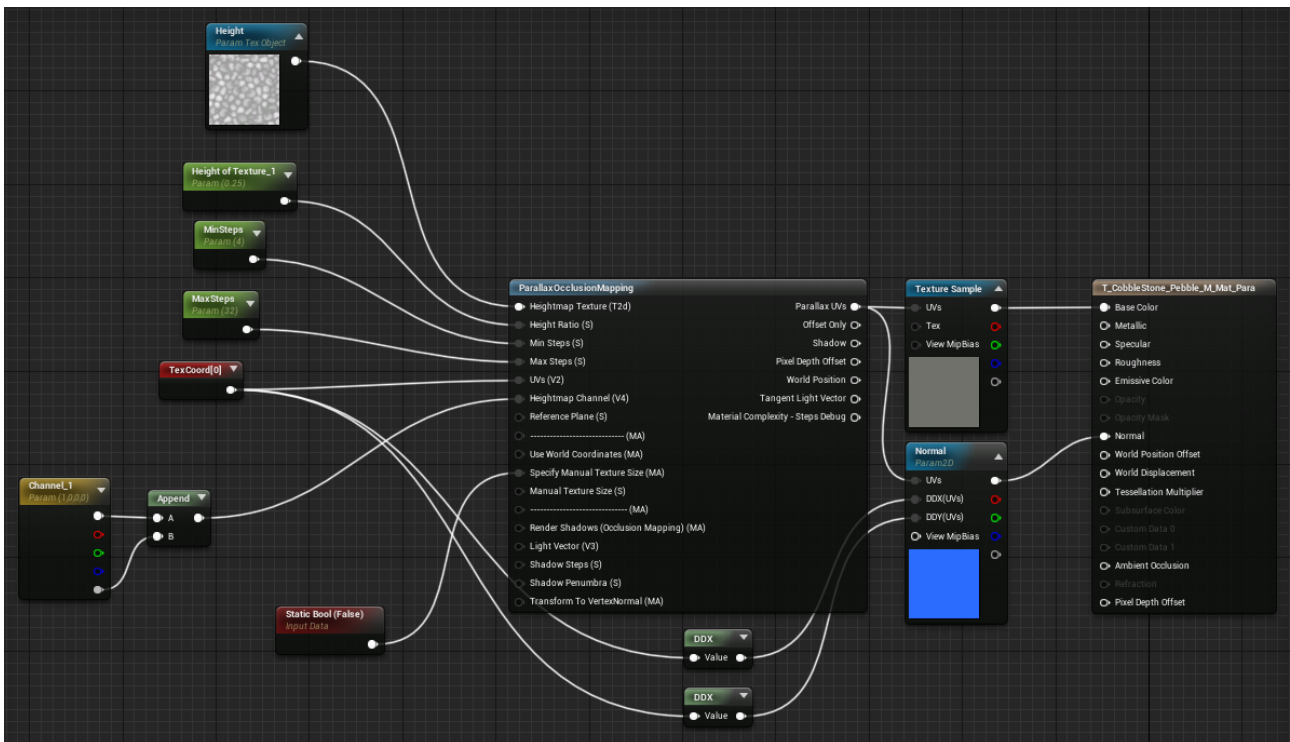 Height
Param Tex Object
Height of Texture_1
Param (0.25)
MinSteps
Param (4)
MaxSteps
Param (32)
TexCoord[0]
Channel_1
Param (1,0,0,0)
Append
A
B
Static Bool (False)
Input Data
ParallaxOcclusionMapping
Heightmap Texture (T2d)
Height Ratio (S)
Min Steps (S)
Max Steps (S)
UVs (V2)
Heightmap Channel (V4)
Reference Plane (S)
---------------------------- (MA)
Use World Coordinates (MA)
Specify Manual Texture Size (MA)
Manual Texture Size (S)
----------------------------- (MA)
Render Shadows (Occlusion Mapping) (MA)
Light Vector (V3)
Shadow Steps (S)
Shadow Penumbra (S)
Transform To VertexNormal (MA)
Parallax UVs
Offset Only
Shadow
Pixel Depth Offset
World Position
Tangent Light Vector
Material Complexity - Steps Debug
DDX
Value
DDX
Value
Texture Sample
UVs
Tex
View MipBias
Normal
Param2D
UVs
DDX(UVs)
DDY(UVs)
View MipBias
T_CobbleStone_Pebble_M_Mat_Para
Base Color
Metallic
Specular
Roughness
Emissive Color
Opacity
Opacity Mask
Normal
World Position Offset
World Displacement
Tessellation Multiplier
Subsurface Color
Custom Data 0
Custom Data 1
Ambient Occlusion
Refraction
Pixel Depth Offset